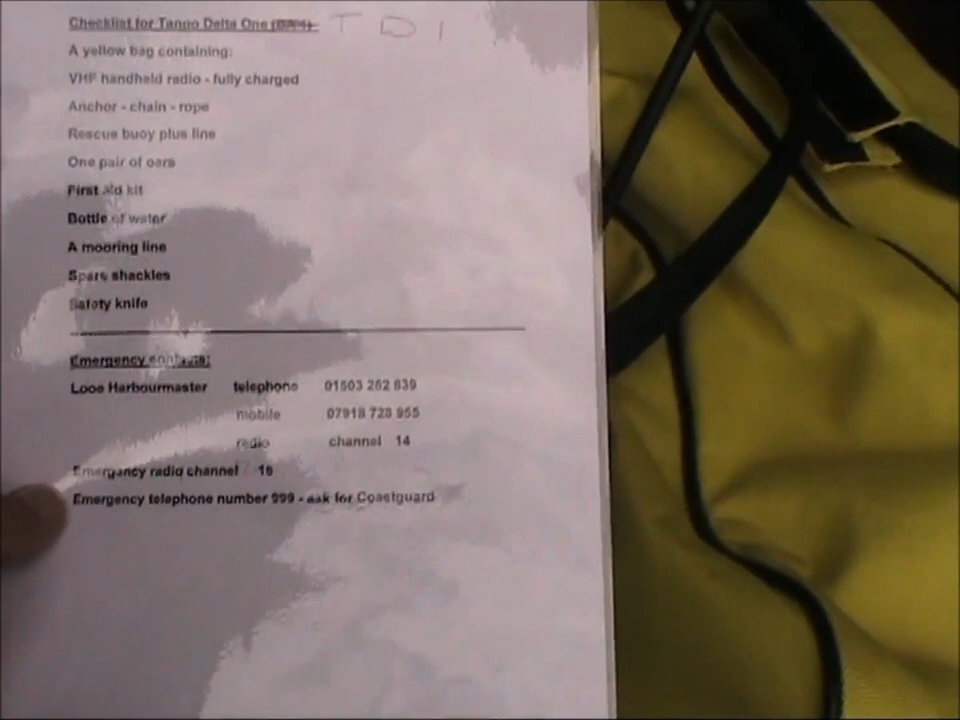 Checklist for Tango Delta One TD1
A yellow bag containing:
VHF handheld radio - fully charged
Anchor - chain - rope
Rescue buoy plus line
One pair of oars
First aid kit
Bottle of water
A mooring line
Spare shackles
Safety knife
Emergency contacts:
Looe Harbourmaster telephone 01503 262 839
mobile 07918 728 955
radio channel 14
Emergency radio channel 16
Emergency telephone number 999 - ask for Coastguard